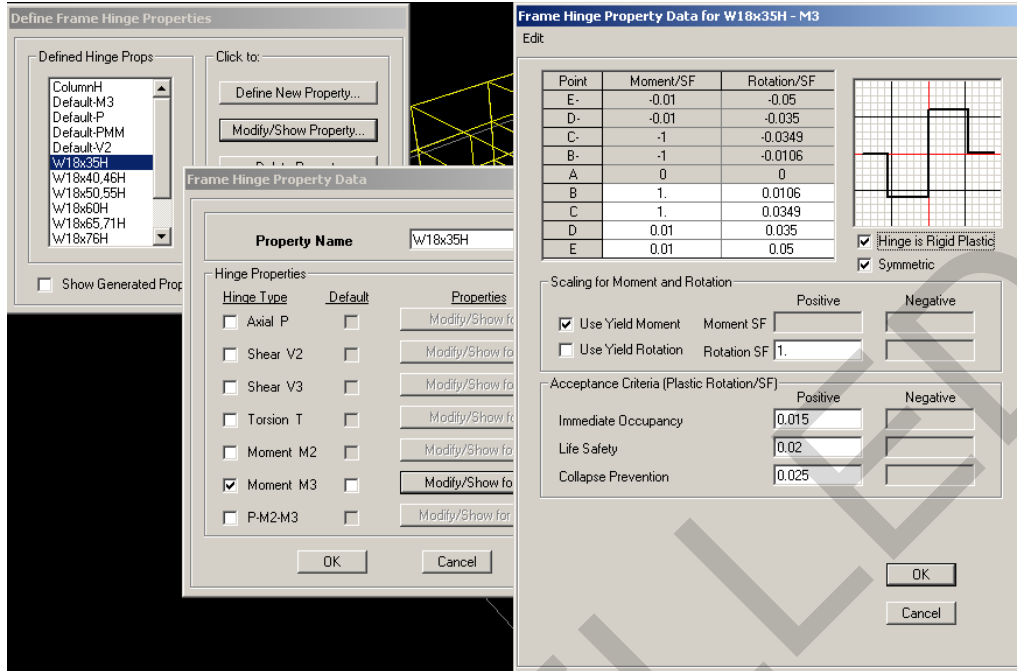 Define Frame Hinge Properties
Defined Hinge Props
ColumnH
Default-M3
Default-P
Default-PMM
Default-V2
W18x35H
W18x40,46H
W18x50,55H
W18x60H
W18x65,71H
W18x76H
Click to:
Define New Property...
Modify/Show Property...
Show Generated Prop
Frame Hinge Property Data
Property Name W18x35H
Hinge Properties
Hinge Type Default Properties
Axial P Modify/Show fo
Shear V2 Modify/Show fo
Shear V3 Modify/Show fo
Torsion T Modify/Show fo
Moment M2 Modify/Show fo
Moment M3 Modify/Show fo
P-M2-M3 Modify/Show for
OK Cancel
Frame Hinge Property Data for W18x35H - M3
Edit
Point Moment/SF Rotation/SF
E- -0.01 -0.05
D- -0.01 -0.035
C- -1 -0.0349
B- -1 -0.0106
A 0 0
B 1. 0.0106
C 1. 0.0349
D 0.01 0.035
E 0.01 0.05
Hinge is Rigid Plastic
Symmetric
Scaling for Moment and Rotation
Positive Negative
Use Yield Moment Moment SF
Use Yield Rotation Rotation SF 1.
Acceptance Criteria (Plastic Rotation/SF)
Positive Negative
Immediate Occupancy 0.015
Life Safety 0.02
Collapse Prevention 0.025
OK
Cancel